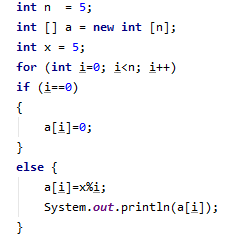 int n  = 5;
int [] a = new int [n];
int x = 5;
for (int i=0; i<n; i++)
if (i==0)
{
    a[i]=0;
}
else {
    a[i]=x%i;
    System.out.println(a[i]);
}